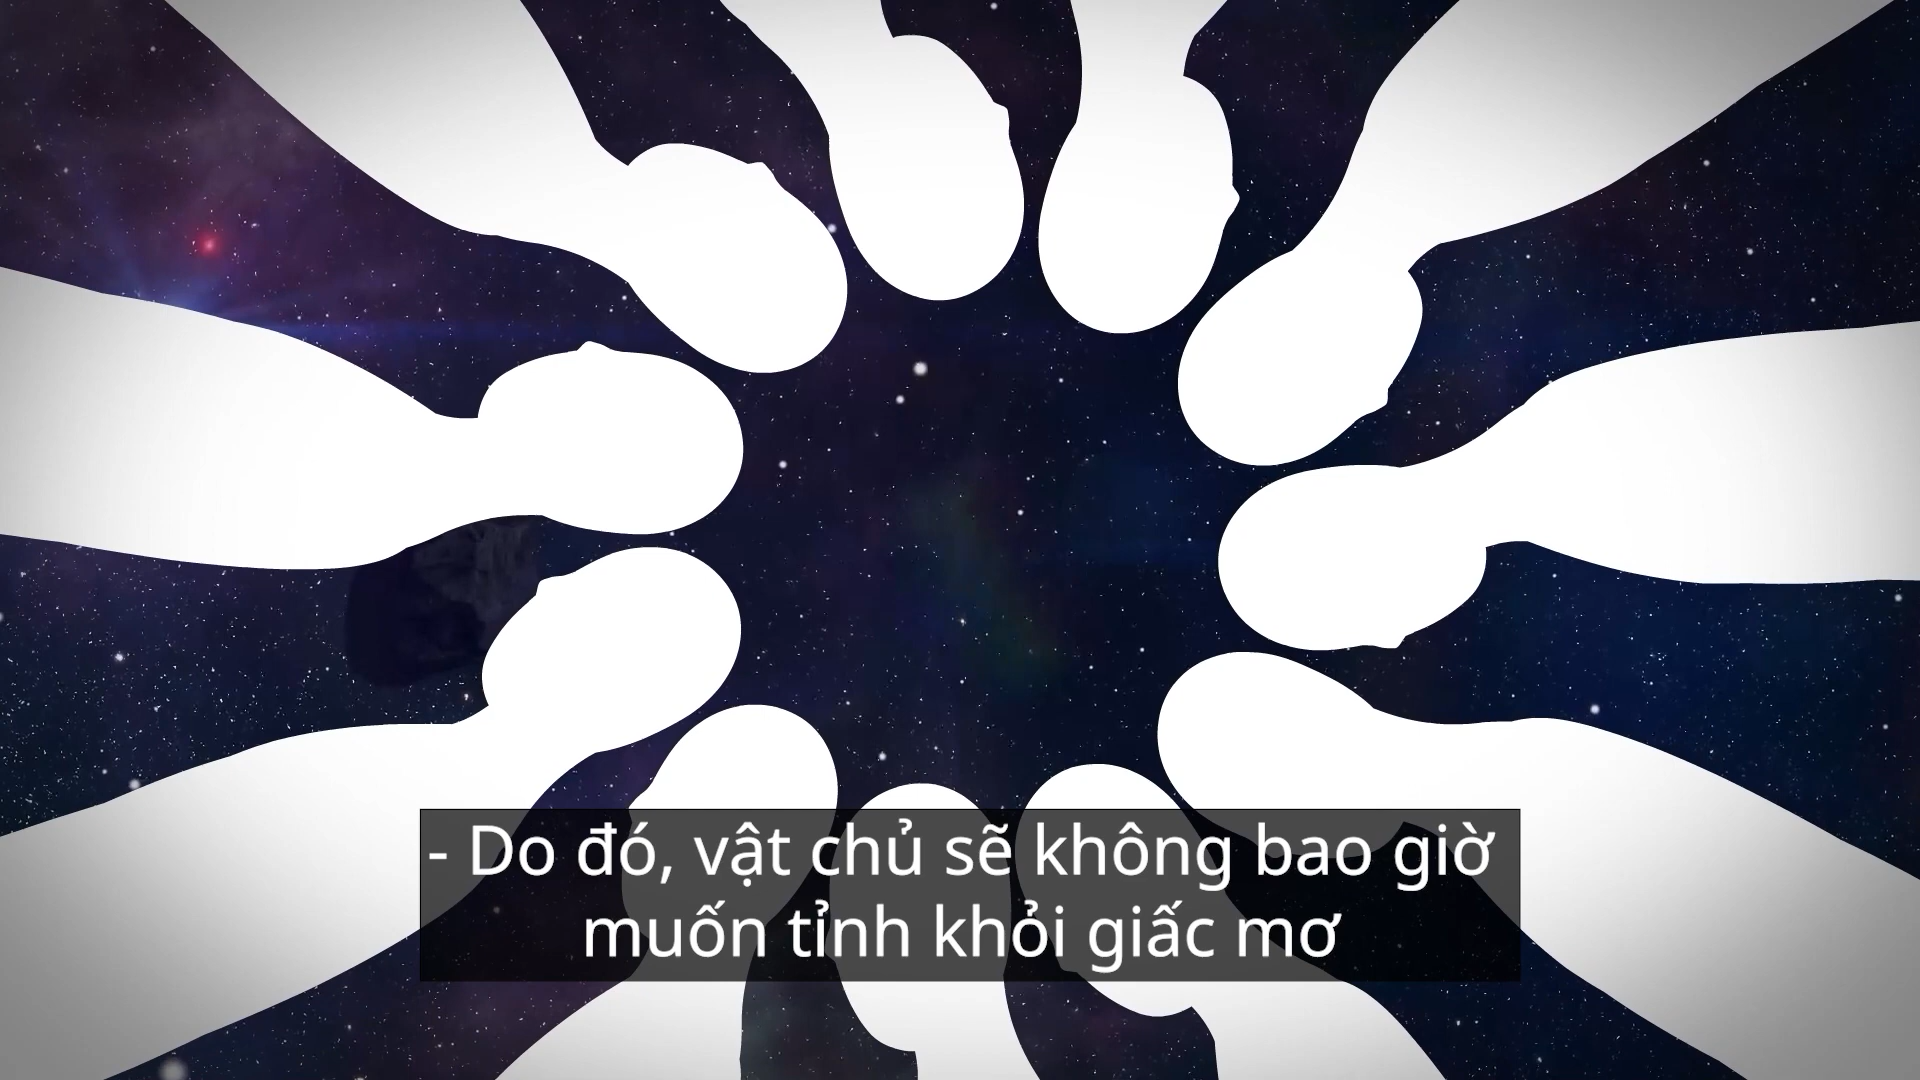 - Do đó, vật chủ sẽ không bao giờ
muốn tỉnh khỏi giấc mơ